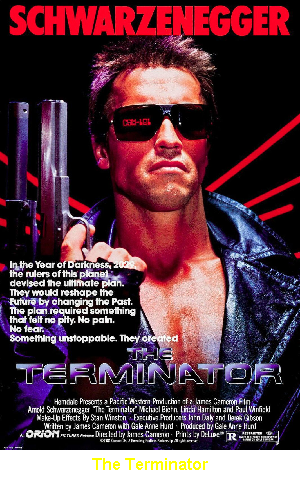 SCHWARZENEGGER
In the Year of Darkness, 2029,
the rulers of this planet
devised the ultimate plan.
They would reshape the
Future by changing the Past.
The plan required something
that felt no pity. No pain.
No fear.
Something unstoppable. They created
THE
TERMINATOR
Hemdale Presents a Pacific Western Production of a James Cameron Film
Arnold Schwarzenegger "The Terminator" Michael Biehn, Linda Hamilton and Paul Winfield
Make-Up Effects By Stan Winston · Executive Producers John Daly and Derek Gibson
Written by James Cameron with Gale Anne Hurd · Produced by Gale Anne Hurd
AN ORION PICTURES Release Directed by James Cameron · Prints by DeLuxe R RESTRICTED
The Terminator